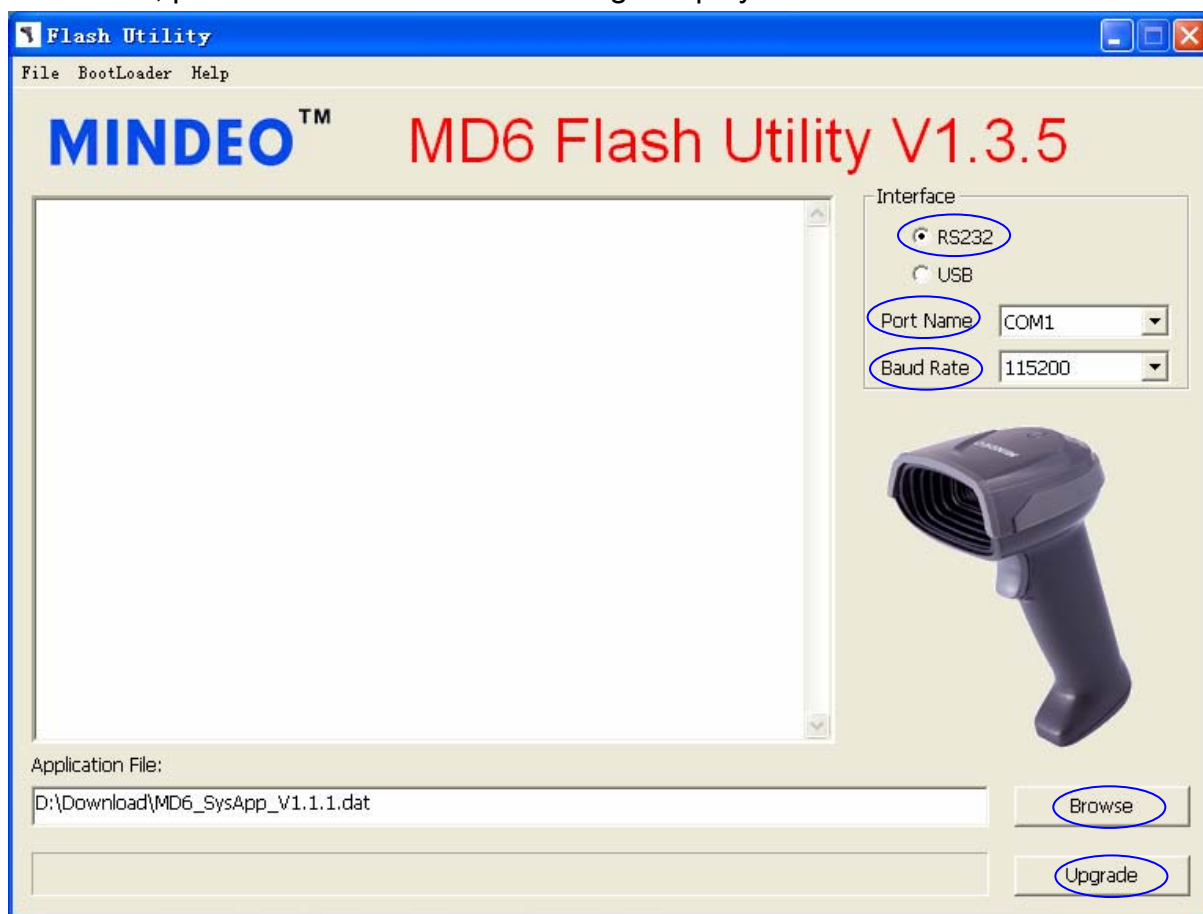 Flash Utility
File BootLoader Help
MINDEO™ MD6 Flash Utility V1.3.5
Interface
RS232
USB
Port Name COM1
Baud Rate 115200
MINDEO
Application File:
D:\Download\MD6_SysApp_V1.1.1.dat
Browse
Upgrade